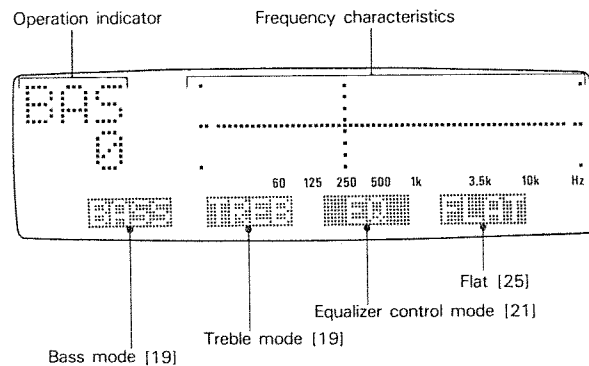 Operation indicator Frequency characteristics
BAS
0
60 125 250 500 1k 3.5k 10k Hz
BASS TREB EQ FLAT
Flat [25]
Equalizer control mode [21]
Treble mode [19]
Bass mode [19]